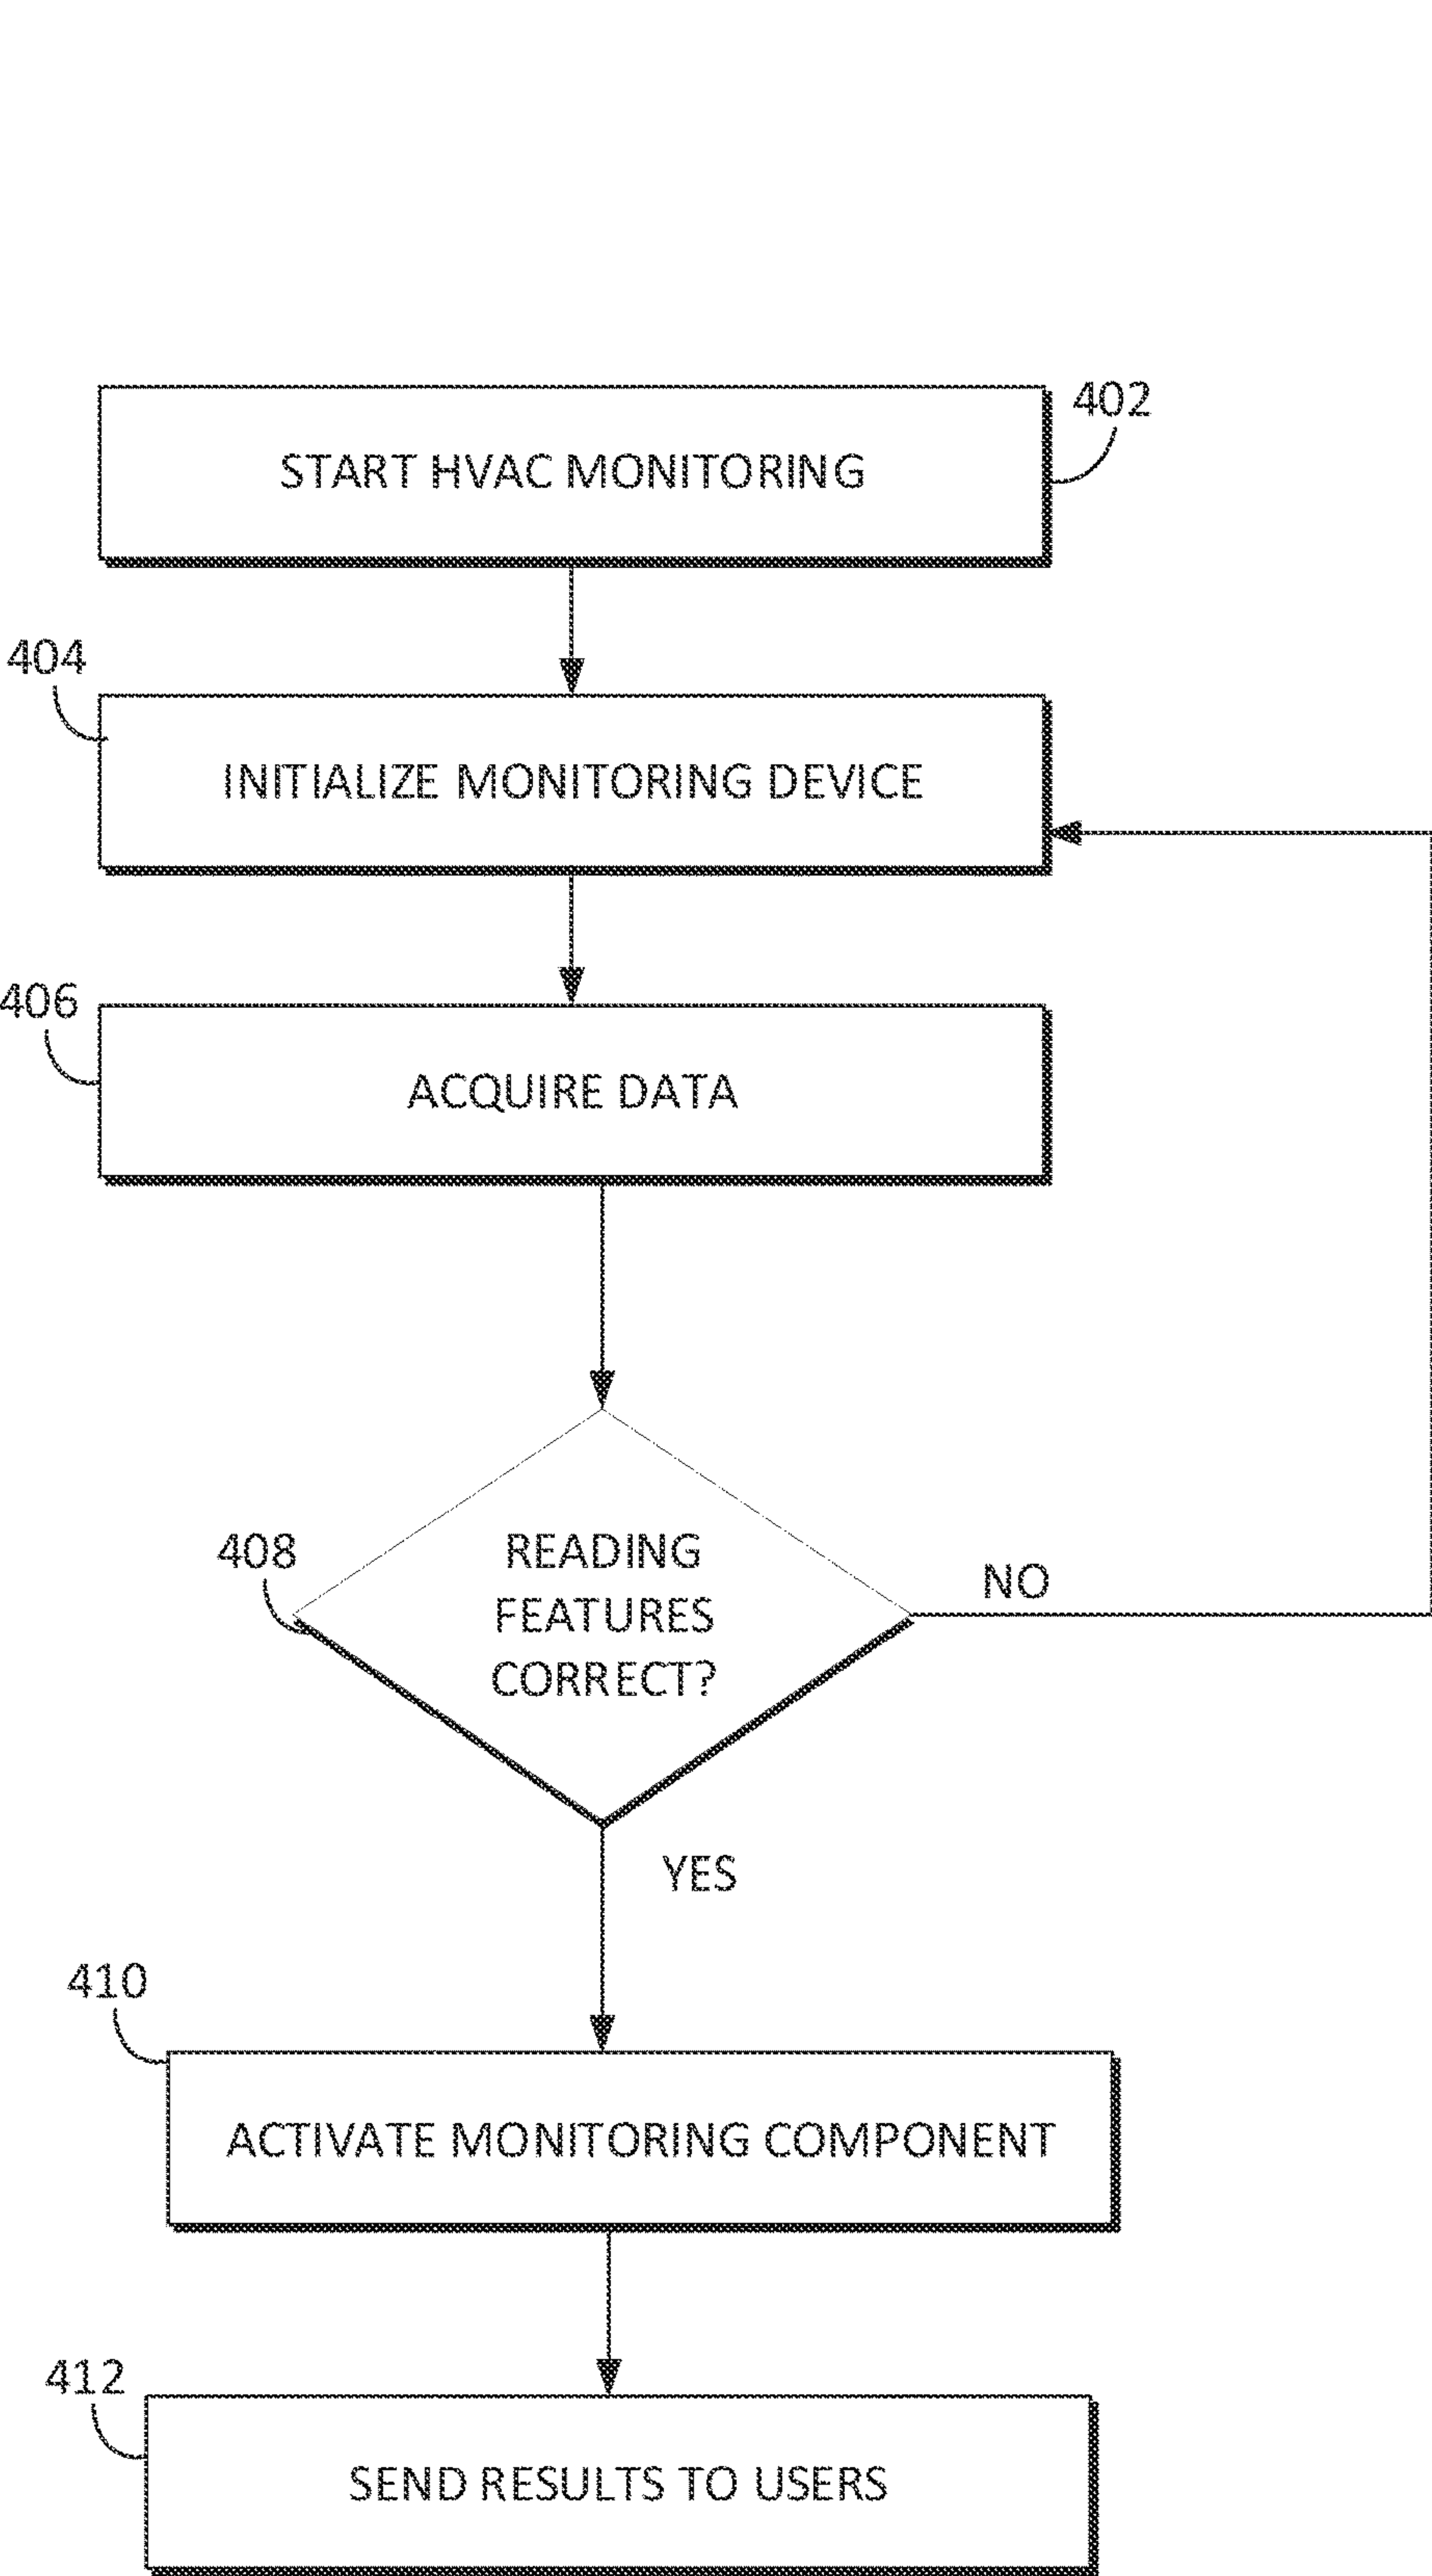 START HVAC MONITORING
402
404
INITIALIZE MONITORING DEVICE
406
ACQUIRE DATA
408
READING
FEATURES
CORRECT?
NO
YES
410
ACTIVATE MONITORING COMPONENT
412
SEND RESULTS TO USERS